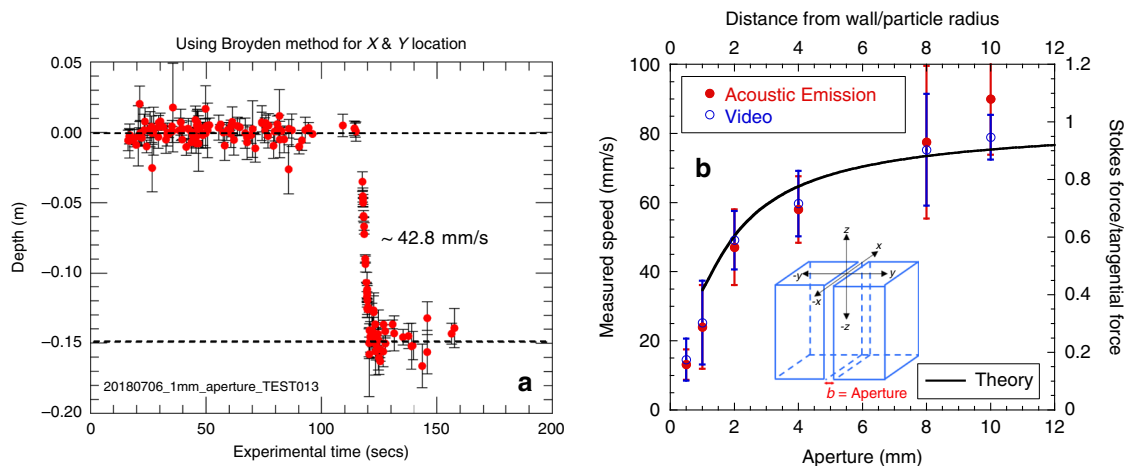 Using Broyden method for X & Y location
0.05
0.00
−0.05
−0.10
−0.15
−0.20
Depth (m)
~ 42.8 mm/s
20180706_1mm_aperture_TEST013
a
0 50 100 150 200
Experimental time (secs)
Distance from wall/particle radius
0 2 4 6 8 10 12
100
80
60
40
20
0
Measured speed (mm/s)
Acoustic Emission
Video
b
z
x
-y
y
-x
-z
b = Aperture
Theory
1.2
1
0.8
0.6
0.4
0.2
0
Stokes force/tangential force
0 2 4 6 8 10 12
Aperture (mm)